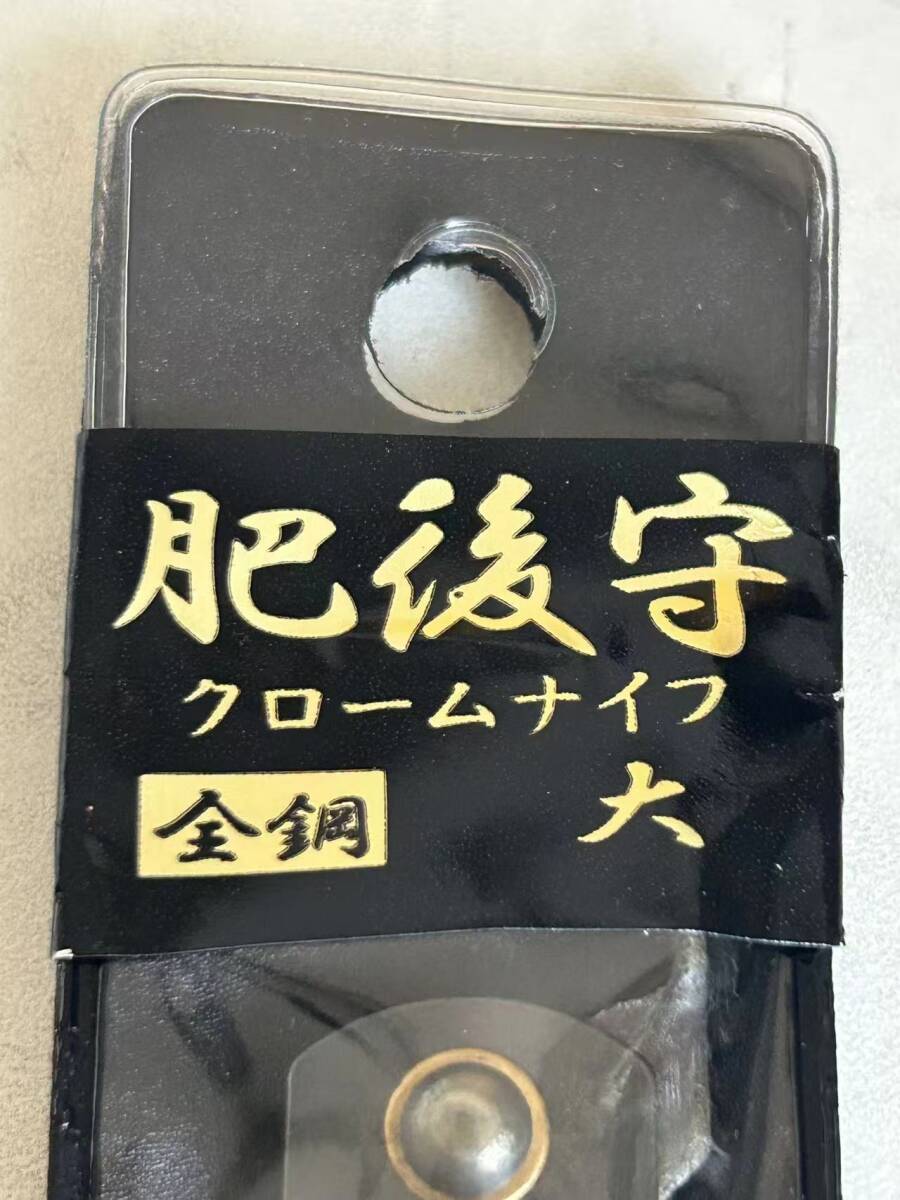 肥後守
クロームナイフ
全鋼 大